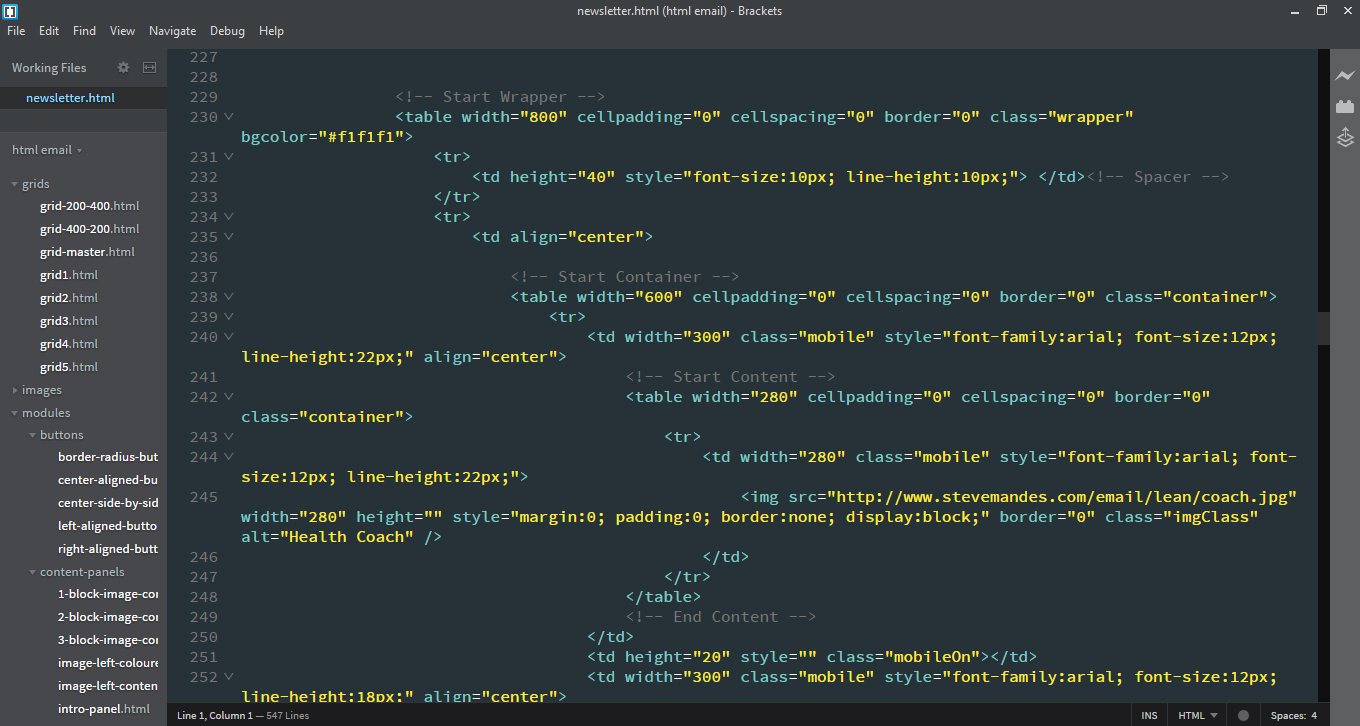 newsletter.html (html email) - Brackets
File Edit Find View Navigate Debug Help
Working Files
newsletter.html
html email
grids
grid-200-400.html
grid-400-200.html
grid-master.html
grid1.html
grid2.html
grid3.html
grid4.html
grid5.html
images
modules
buttons
border-radius-but
center-aligned-bu
center-side-by-sid
left-aligned-butto
right-aligned-butt
content-panels
1-block-image-cor
2-block-image-cor
3-block-image-cor
image-left-coloure
image-left-conten
intro-panel.html
227
228
229 <!-- Start Wrapper -->
230 <table width="800" cellpadding="0" cellspacing="0" border="0" class="wrapper"
bgcolor="#f1f1f1">
231 <tr>
232 <td height="40" style="font-size:10px; line-height:10px;"> </td><!-- Spacer -->
233 </tr>
234 <tr>
235 <td align="center">
236
237 <!-- Start Container -->
238 <table width="600" cellpadding="0" cellspacing="0" border="0" class="container">
239 <tr>
240 <td width="300" class="mobile" style="font-family:arial; font-size:12px;
line-height:22px;" align="center">
241 <!-- Start Content -->
242 <table width="280" cellpadding="0" cellspacing="0" border="0"
class="container">
243 <tr>
244 <td width="280" class="mobile" style="font-family:arial; font-
size:12px; line-height:22px;">
245 <img src="http://www.stevemandes.com/email/lean/coach.jpg"
width="280" height="" style="margin:0; padding:0; border:none; display:block;" border="0" class="imgClass"
alt="Health Coach" />
246 </td>
247 </tr>
248 </table>
249 <!-- End Content -->
250 </td>
251 <td height="20" style="" class="mobileOn"></td>
252 <td width="300" class="mobile" style="font-family:arial; font-size:12px;
line-height:18px;" align="center">
Line 1, Column 1 — 547 Lines
INS HTML Spaces: 4